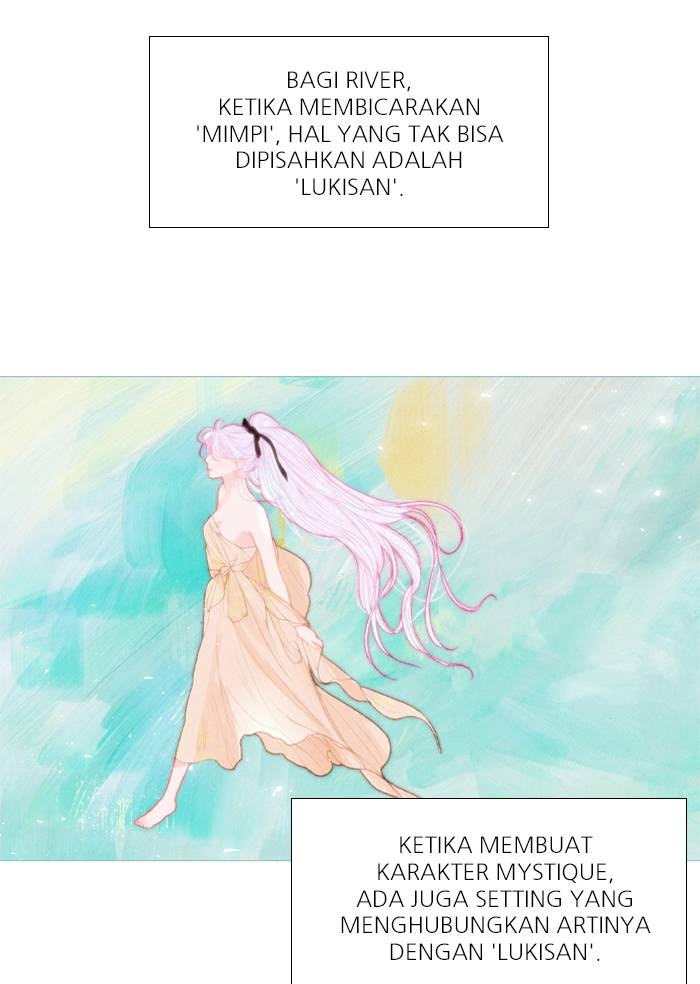 BAGI RIVER,
KETIKA MEMBICARAKAN
'MIMPI', HAL YANG TAK BISA
DIPISAHKAN ADALAH
'LUKISAN'.
KETIKA MEMBUAT
KARAKTER MYSTIQUE,
ADA JUGA SETTING YANG
MENGHUBUNGKAN ARTINYA
DENGAN 'LUKISAN'.